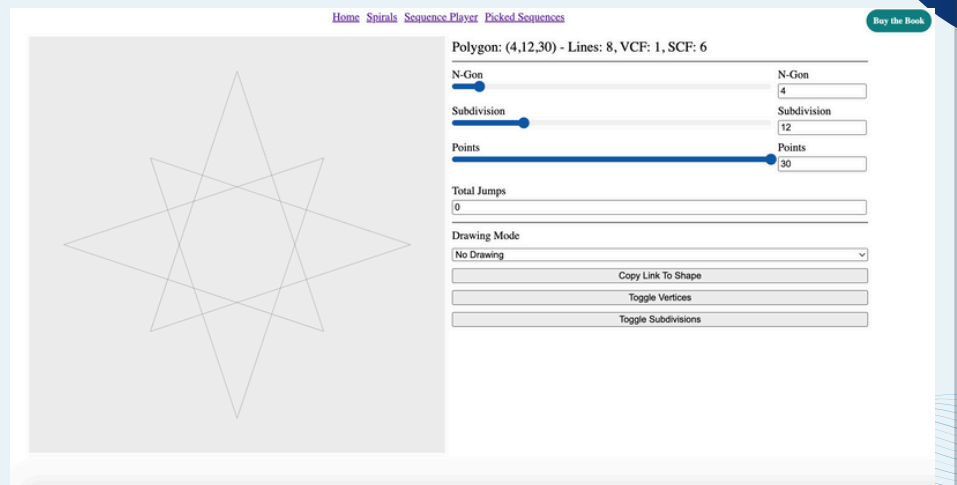 Home Spirals Sequence Player Picked Sequences
Buy the Book
Polygon: (4,12,30) - Lines: 8, VCF: 1, SCF: 6
N-Gon
N-Gon
4
Subdivision
Subdivision
12
Points
Points
30
Total Jumps
0
Drawing Mode
No Drawing
Copy Link To Shape
Toggle Vertices
Toggle Subdivisions